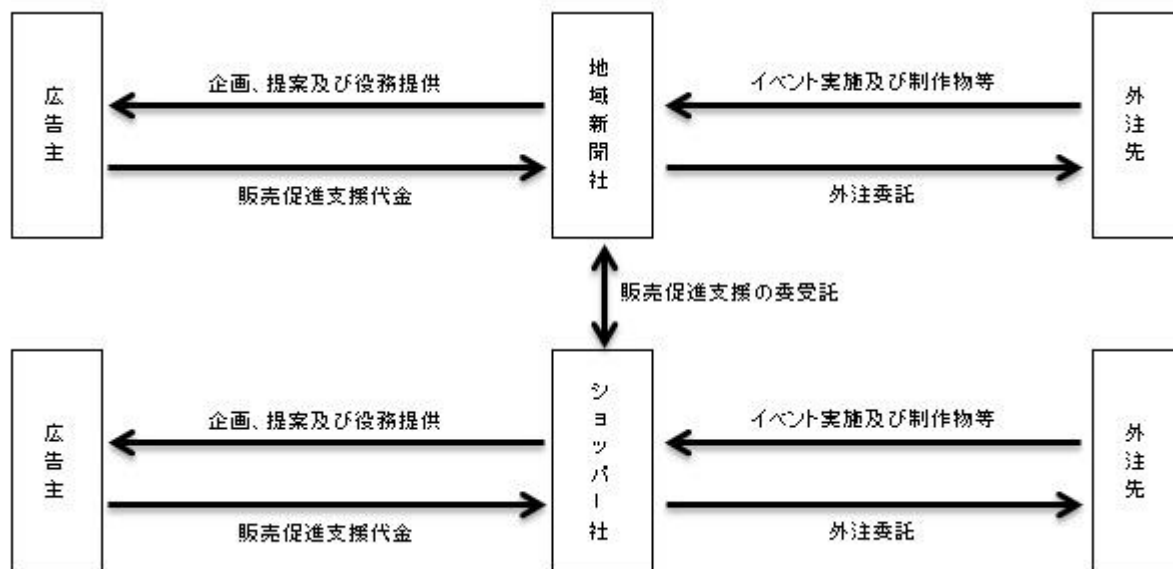 企画、提案及び役務提供
イベント実施及び制作物等
広告主
地域新聞社
外注先
販売促進支援代金
外注委託
販売促進支援の委受託
企画、提案及び役務提供
イベント実施及び制作物等
広告主
ショッパー社
外注先
販売促進支援代金
外注委託